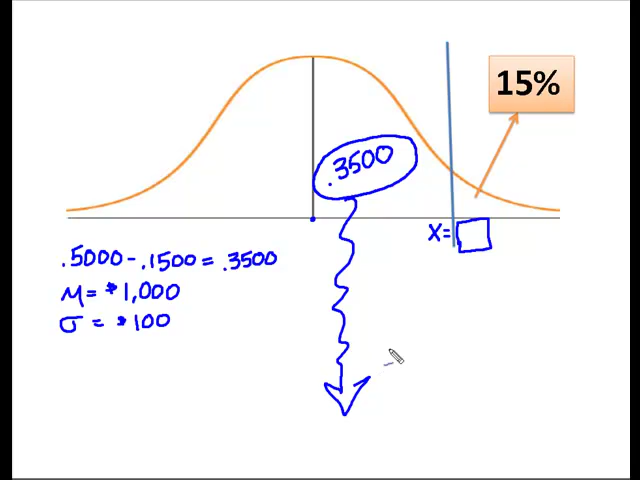 15%
.3500
X=
.5000 - .1500 = .3500
μ = $1,000
σ = $100